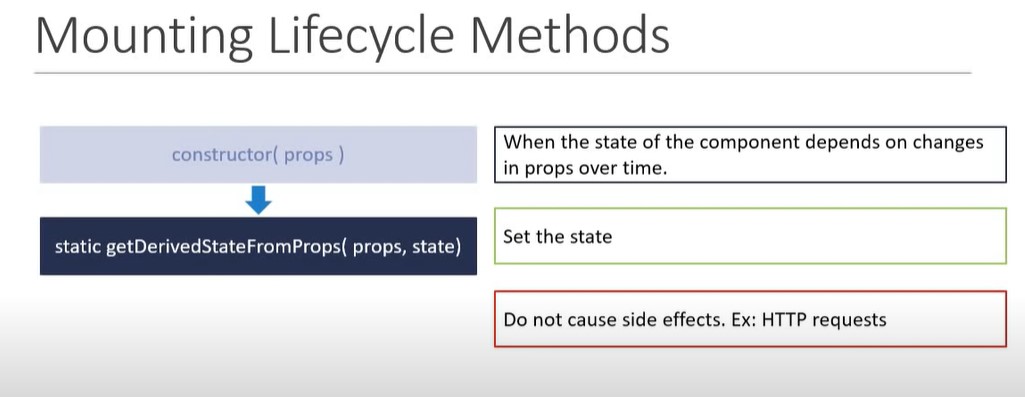 Mounting Lifecycle Methods
constructor( props )
static getDerivedStateFromProps( props, state)
When the state of the component depends on changes
in props over time.
Set the state
Do not cause side effects. Ex: HTTP requests